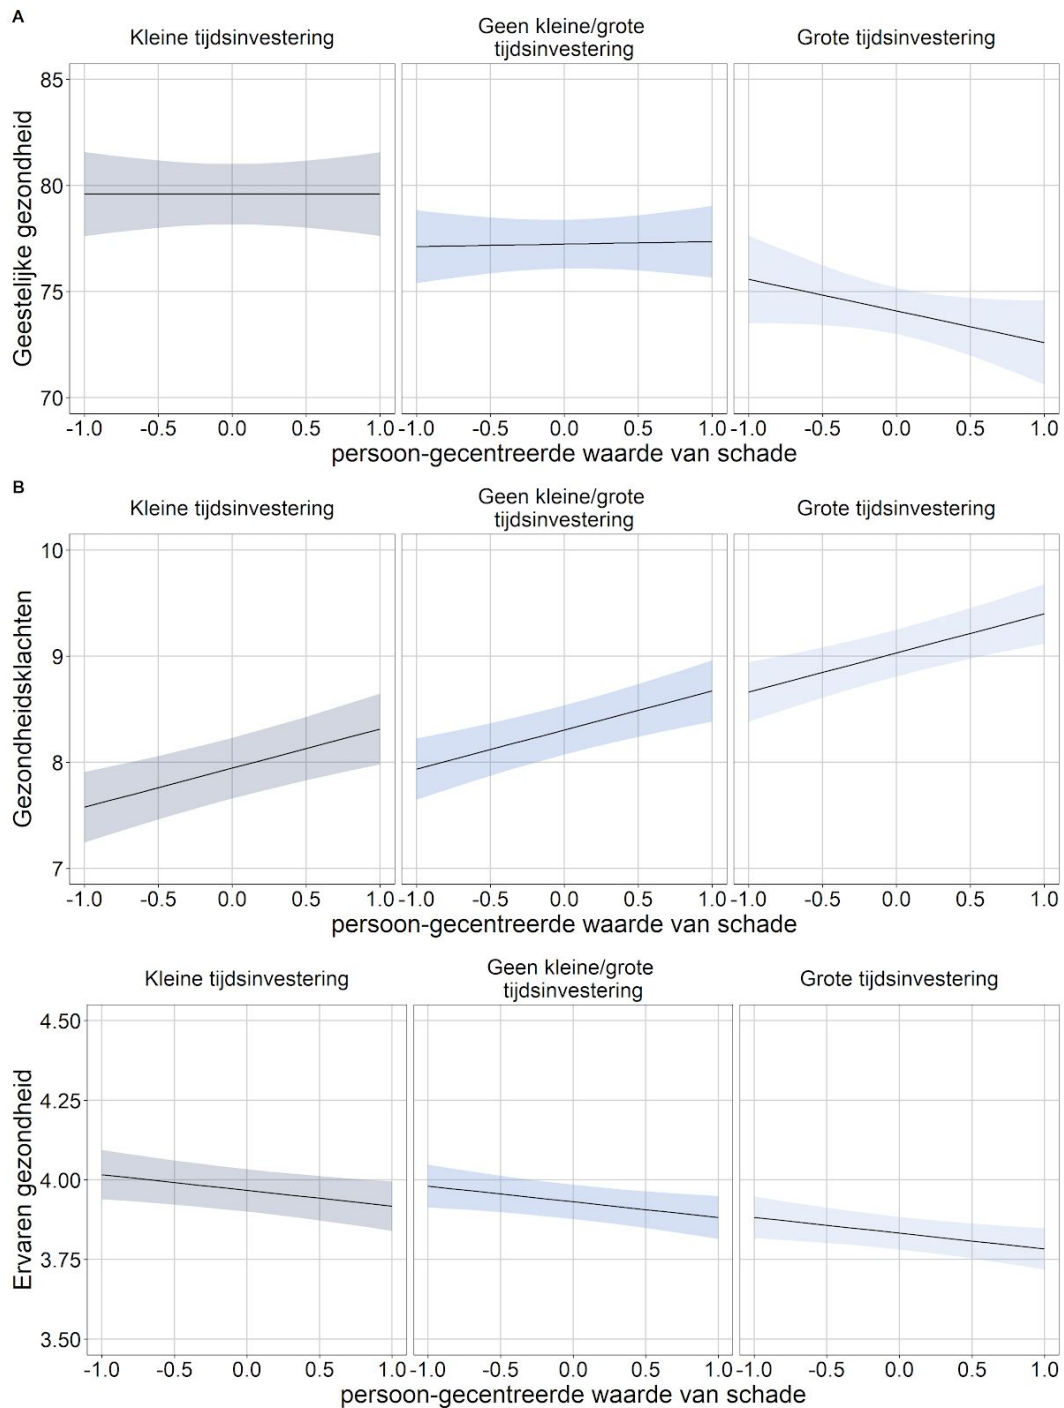 A
Kleine tijdsinvestering
Geen kleine/grote
tijdsinvestering
Grote tijdsinvestering
Geestelijke gezondheid
85
80
75
70
-1.0 -0.5 0.0 0.5 1.0 -1.0 -0.5 0.0 0.5 1.0 -1.0 -0.5 0.0 0.5 1.0
persoon-gecentreerde waarde van schade
B
Kleine tijdsinvestering
Geen kleine/grote
tijdsinvestering
Grote tijdsinvestering
Gezondheidsklachten
10
9
8
7
-1.0 -0.5 0.0 0.5 1.0 -1.0 -0.5 0.0 0.5 1.0 -1.0 -0.5 0.0 0.5 1.0
persoon-gecentreerde waarde van schade
Kleine tijdsinvestering
Geen kleine/grote
tijdsinvestering
Grote tijdsinvestering
Ervaren gezondheid
4.50
4.25
4.00
3.75
3.50
-1.0 -0.5 0.0 0.5 1.0 -1.0 -0.5 0.0 0.5 1.0 -1.0 -0.5 0.0 0.5 1.0
persoon-gecentreerde waarde van schade